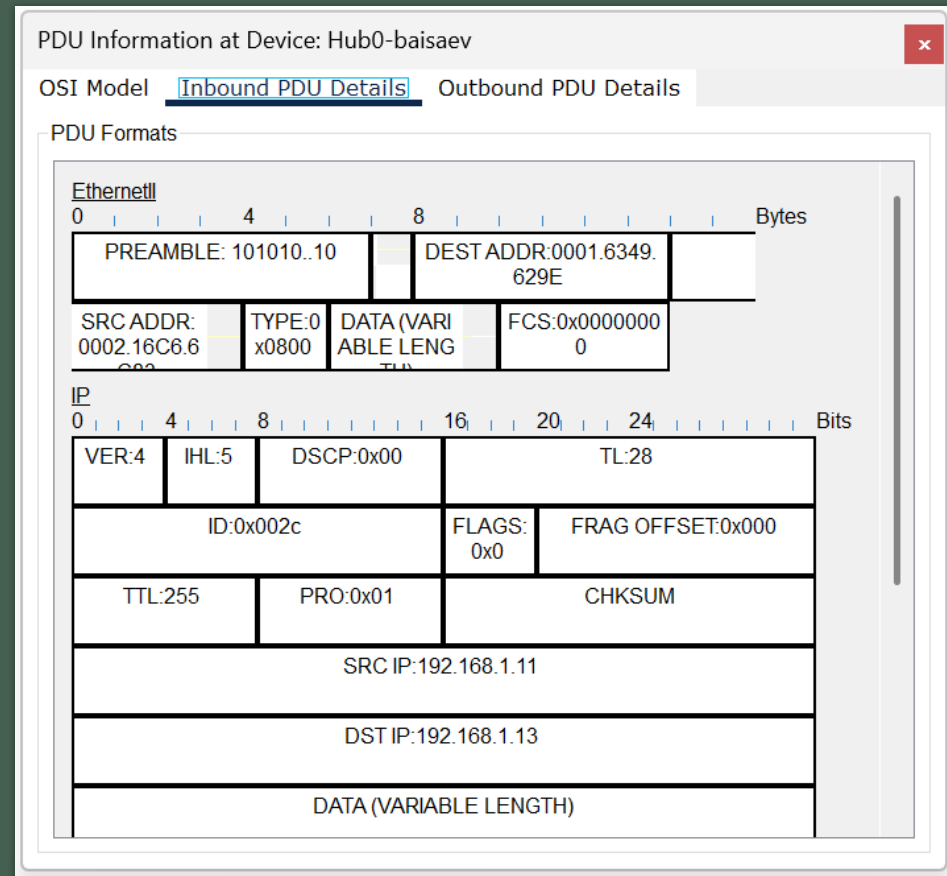 PDU Information at Device: Hub0-baisaev
OSI Model Inbound PDU Details Outbound PDU Details
PDU Formats
EthernetII
0 4 8 Bytes
PREAMBLE: 101010..10 DEST ADDR:0001.6349.
629E
SRC ADDR: TYPE:0 DATA (VARI FCS:0x0000000
0002.16C6.6 x0800 ABLE LENG 0
TH)
IP
0 4 8 16 20 24 Bits
VER:4 IHL:5 DSCP:0x00 TL:28
ID:0x002c FLAGS: FRAG OFFSET:0x000
0x0
TTL:255 PRO:0x01 CHKSUM
SRC IP:192.168.1.11
DST IP:192.168.1.13
DATA (VARIABLE LENGTH)